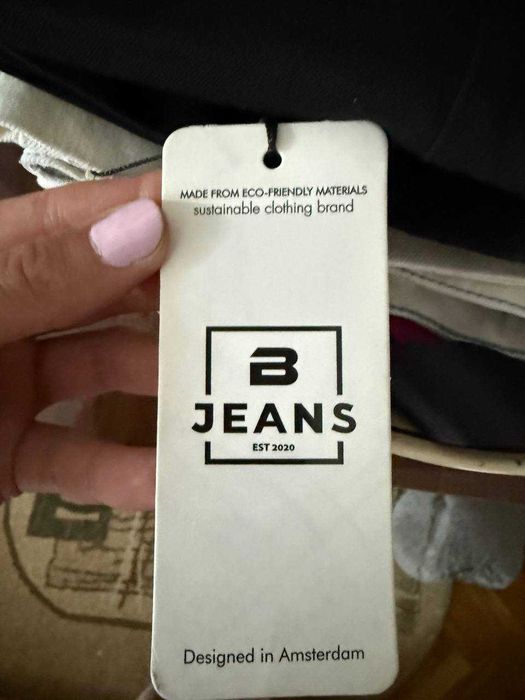 MADE FROM ECO-FRIENDLY MATERIALS
sustainable clothing brand
B
JEANS
EST 2020
Designed in Amsterdam